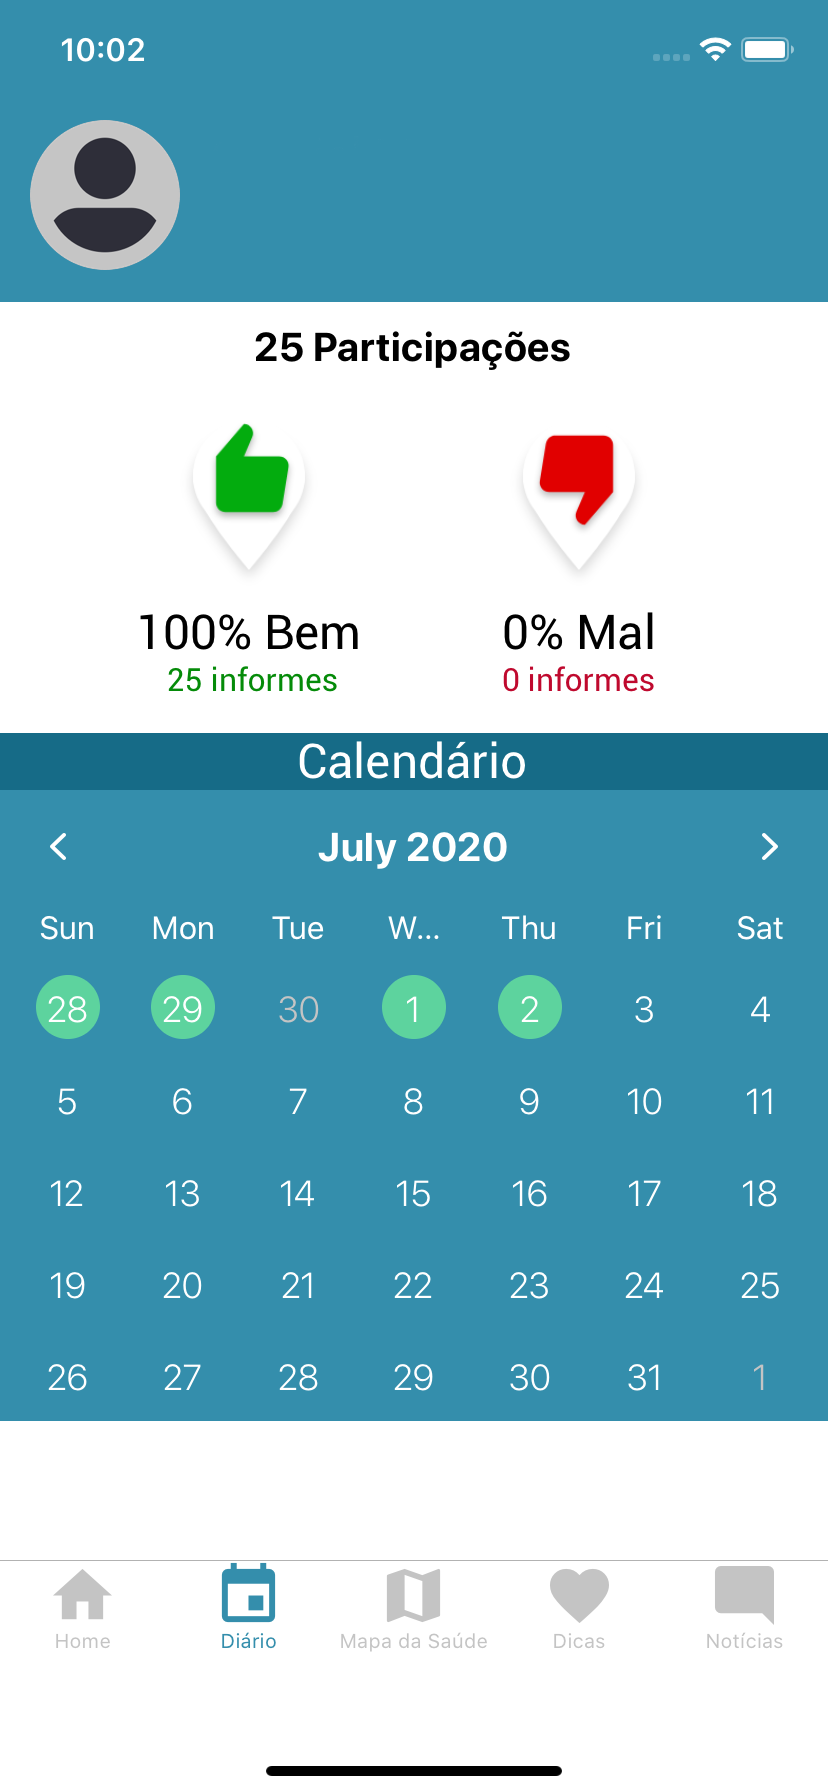 10:02
25 Participações
100% Bem
0% Mal
25 informes
0 informes
Calendário
July 2020
Sun Mon Tue W... Thu Fri Sat
28 29 30 1 2 3 4
5 6 7 8 9 10 11
12 13 14 15 16 17 18
19 20 21 22 23 24 25
26 27 28 29 30 31 1
Home Diário Mapa da Saúde Dicas Notícias